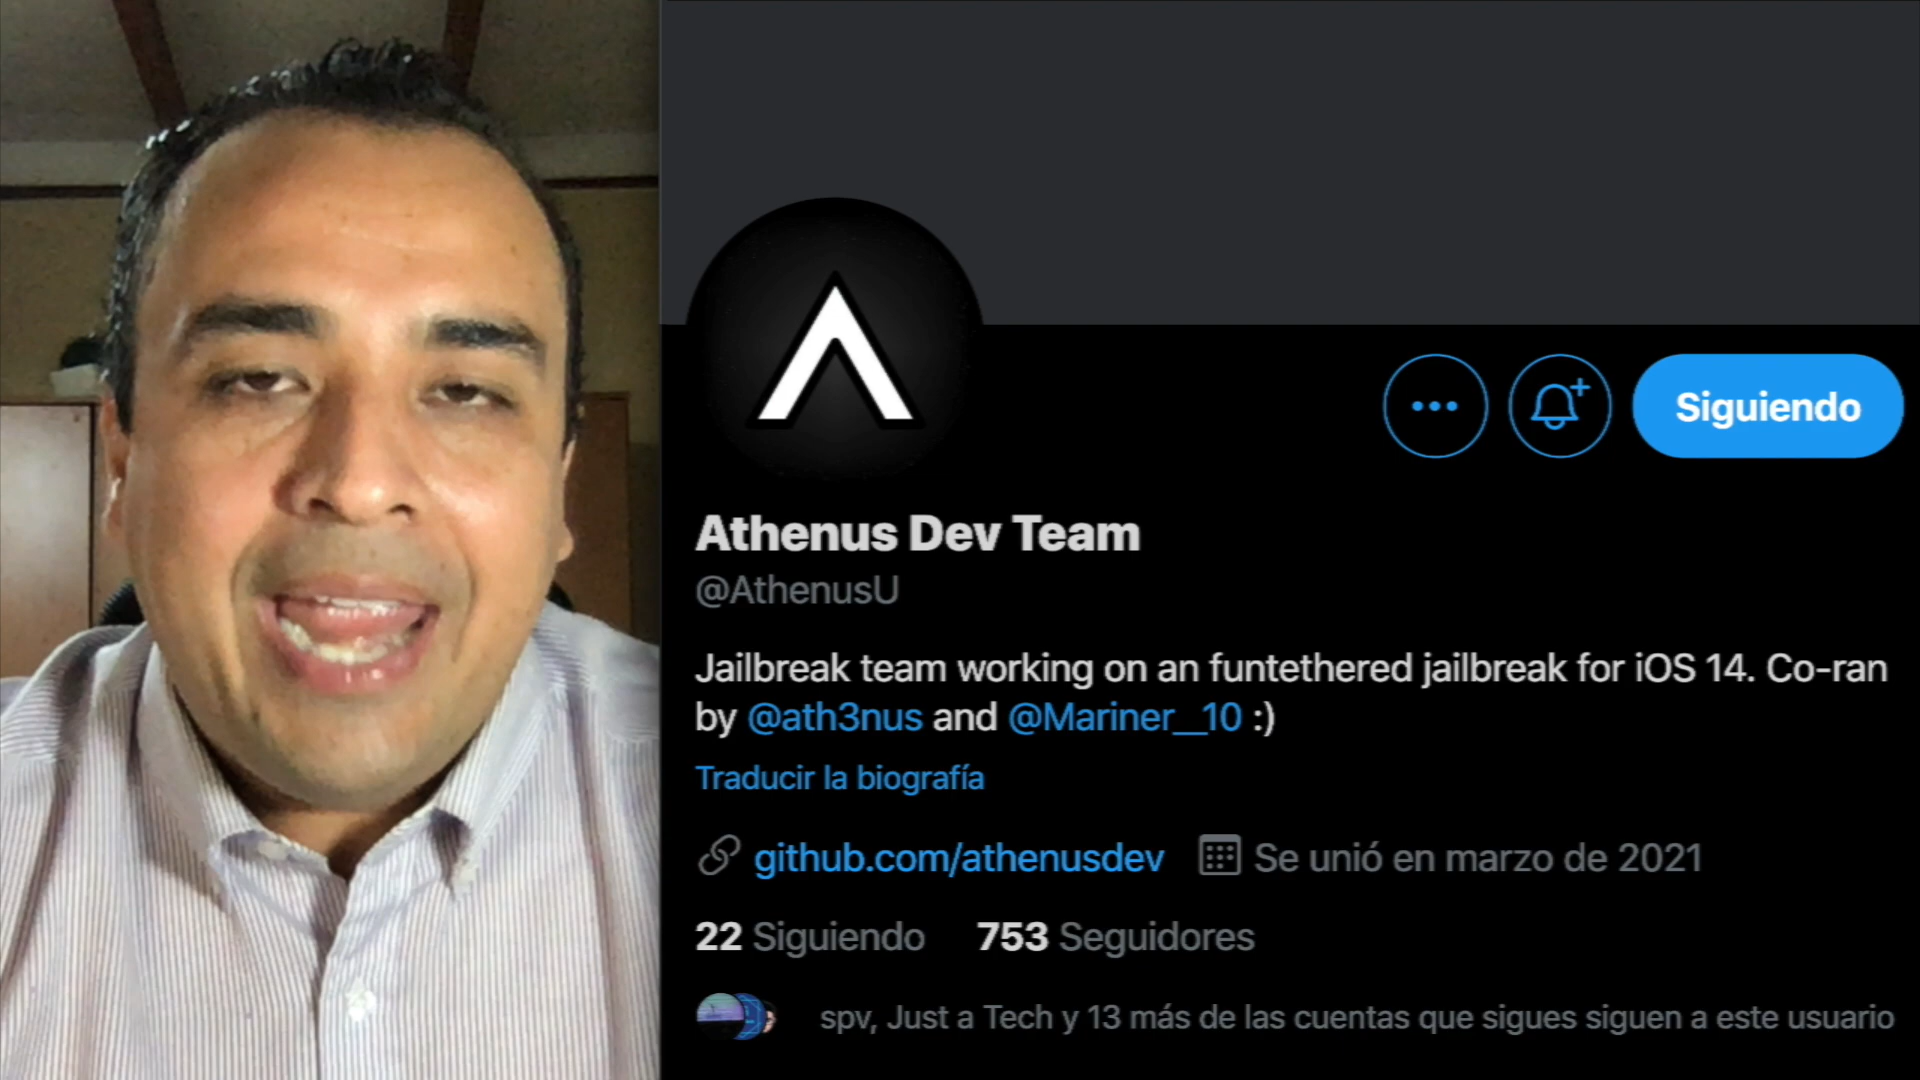 Siguiendo
Athenus Dev Team
@AthenusU
Jailbreak team working on an funtethered jailbreak for iOS 14. Co-ran
by @ath3nus and @Mariner__10 :)
Traducir la biografía
github.com/athenusdev Se unió en marzo de 2021
22 Siguiendo 753 Seguidores
spv, Just a Tech y 13 más de las cuentas que sigues siguen a este usuario